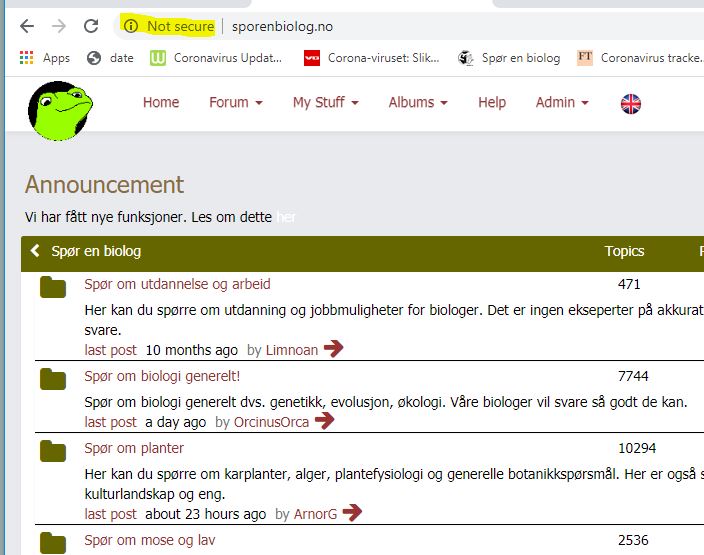 Not secure | sporenbiolog.no
Apps date Coronavirus Updat... VG Corona-viruset: Slik... Spør en biolog FT Coronavirus tracke..
Home Forum My Stuff Albums Help Admin
Announcement
Vi har fått nye funksjoner. Les om dette her
Spør en biolog Topics
Spør om utdannelse og arbeid 471
Her kan du spørre om utdanning og jobbmuligheter for biologer. Det er ingen eksperter på akkurat
svare.
last post 10 months ago by Limnoan
Spør om biologi generelt! 7744
Spør om biologi generelt dvs. genetikk, evolusjon, økologi. Våre biologer vil svare så godt de kan.
last post a day ago by OrcinusOrca
Spør om planter 10294
Her kan du spørre om karplanter, alger, plantefysiologi og generelle botanikkspørsmål. Her er også s
kulturlandskap og eng.
last post about 23 hours ago by ArnorG
Spør om mose og lav 2536